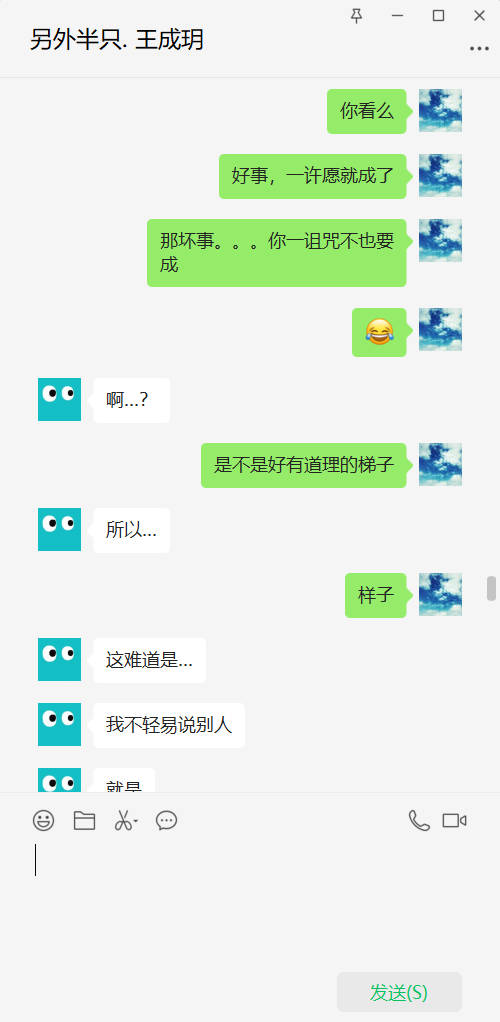 另外半只. 王成玥
你看么
好事，一许愿就成了
那坏事。。。你一诅咒不也要
成
啊...?
是不是好有道理的梯子
所以...
样子
这难道是...
我不轻易说别人
就是
发送(S)